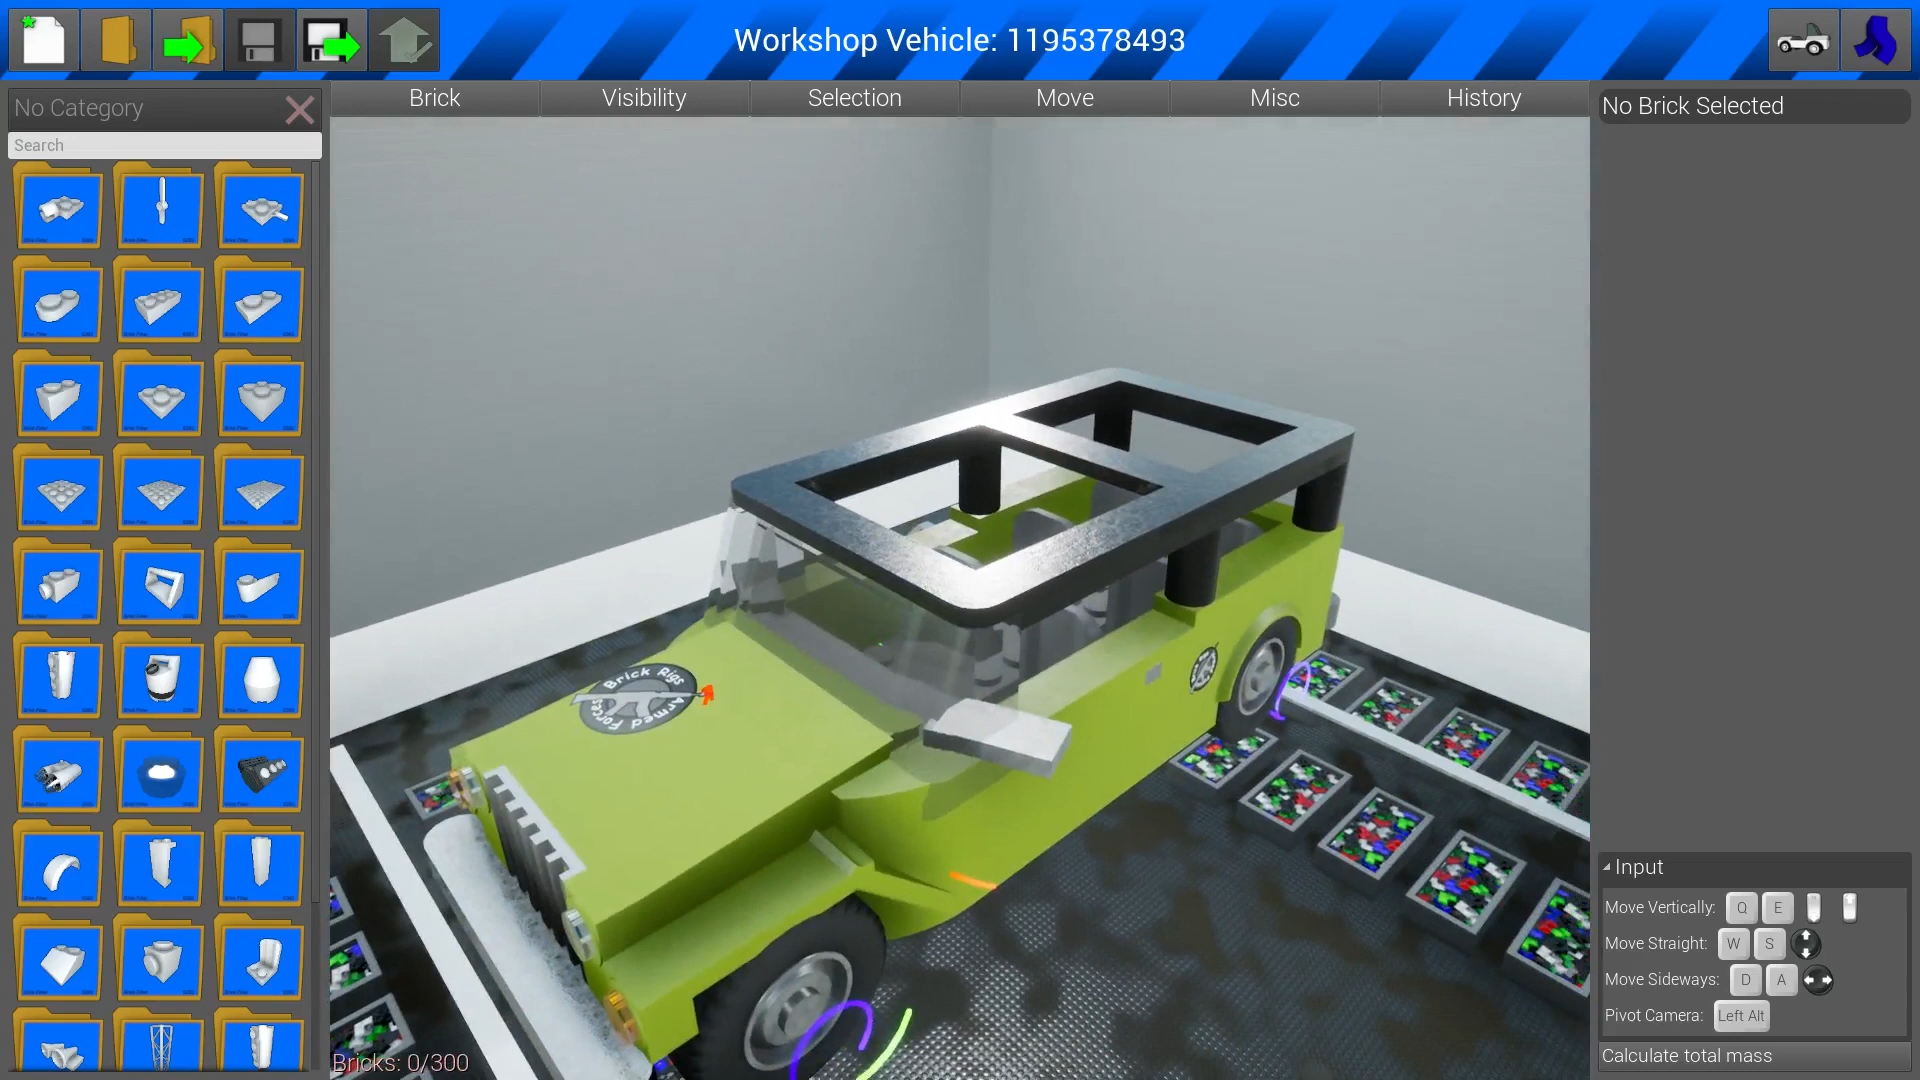 Workshop Vehicle: 1195378493
No Category
Search
Brick
Visibility
Selection
Move
Misc
History
No Brick Selected
Brick Rigs
Armed Forces
Bricks: 0/300
Input
Move Vertically: Q E
Move Straight: W S
Move Sideways: D A
Pivot Camera: Left Alt
Calculate total mass